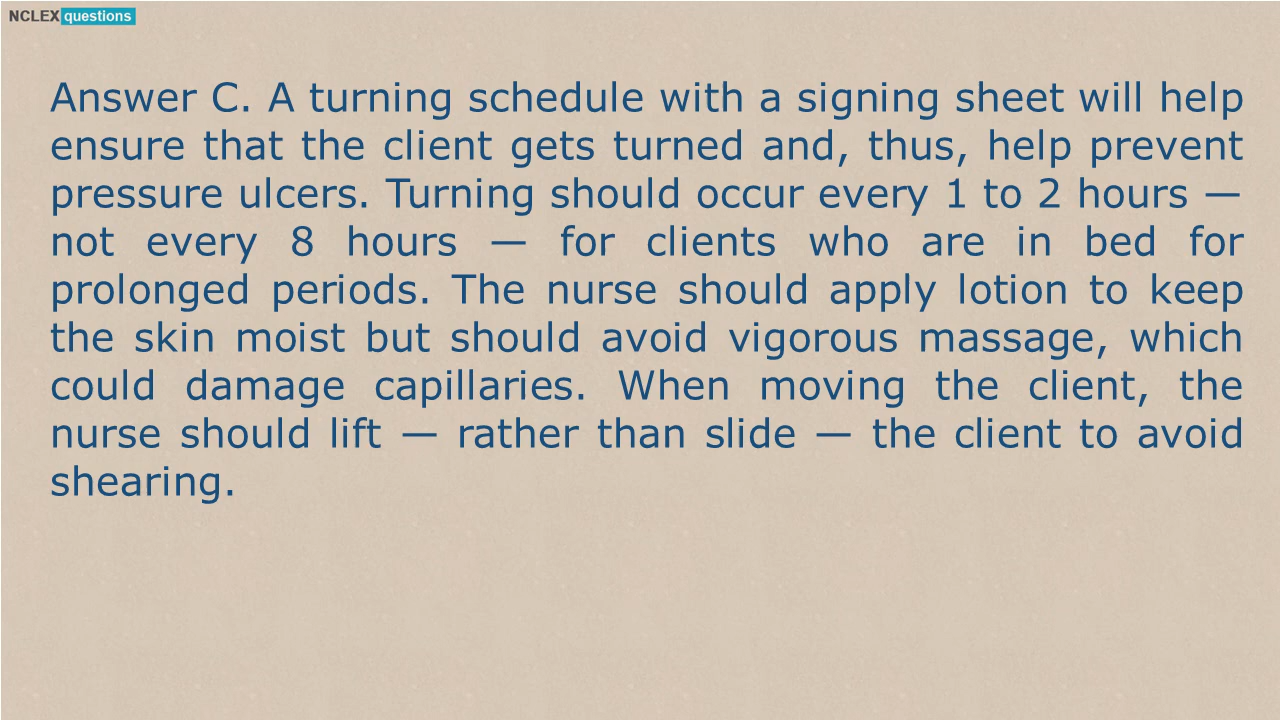 NCLEX questions
Answer C. A turning schedule with a signing sheet will help
ensure that the client gets turned and, thus, help prevent
pressure ulcers. Turning should occur every 1 to 2 hours —
not every 8 hours — for clients who are in bed for
prolonged periods. The nurse should apply lotion to keep
the skin moist but should avoid vigorous massage, which
could damage capillaries. When moving the client, the
nurse should lift — rather than slide — the client to avoid
shearing.